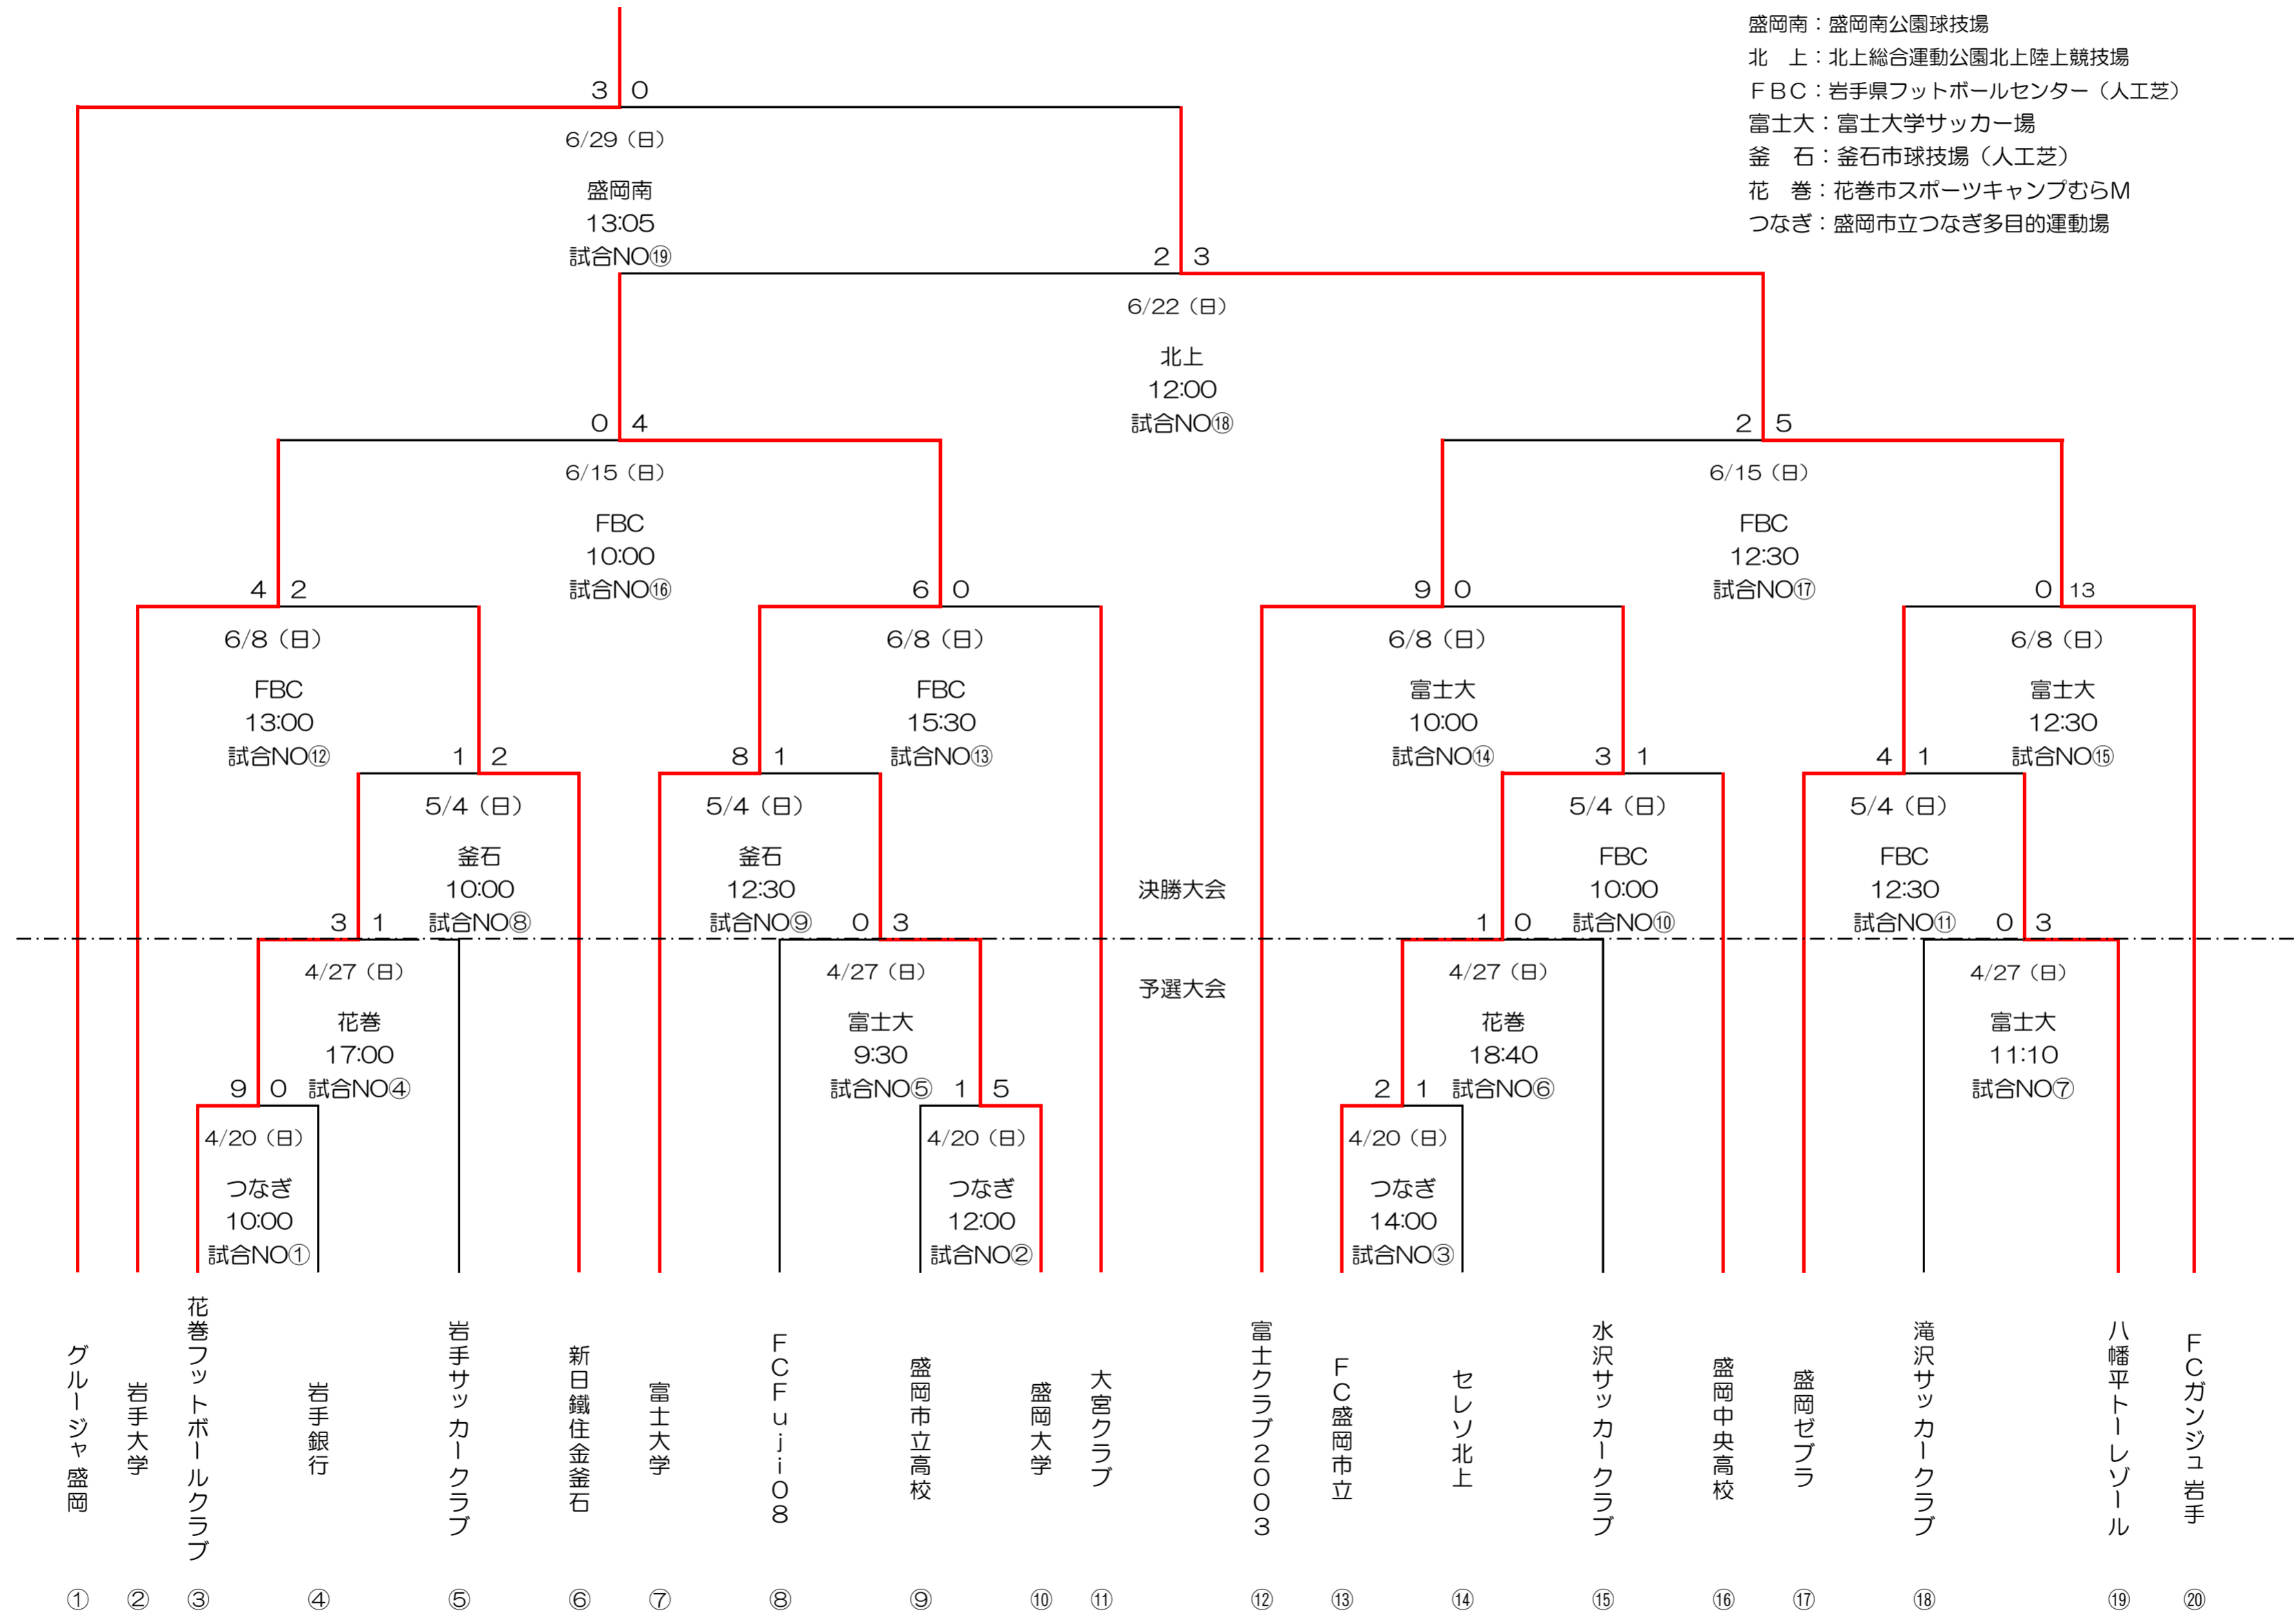 盛岡南：盛岡南公園球技場
北　上：北上総合運動公園北上陸上競技場
ＦＢＣ：岩手県フットボールセンター（人工芝）
富士大：富士大学サッカー場
釜　石：釜石市球技場（人工芝）
花　巻：花巻市スポーツキャンプむらM
つなぎ：盛岡市立つなぎ多目的運動場
3 0
6/29（日）
盛岡南
13:05
試合NO⑲
2 3
6/22（日）
北上
12:00
試合NO⑱
0 4
6/15（日）
FBC
10:00
試合NO⑯
2 5
6/15（日）
FBC
12:30
試合NO⑰
4 2
6/8（日）
FBC
13:00
試合NO⑫
6 0
6/8（日）
FBC
15:30
試合NO⑬
9 0
6/8（日）
富士大
10:00
試合NO⑭
0 13
6/8（日）
富士大
12:30
試合NO⑮
1 2
5/4（日）
釜石
10:00
試合NO⑧
8 1
5/4（日）
釜石
12:30
試合NO⑨
3 1
5/4（日）
FBC
10:00
試合NO⑩
4 1
5/4（日）
FBC
12:30
試合NO⑪
決勝大会
予選大会
3 1
4/27（日）
花巻
17:00
試合NO④
0 3
4/27（日）
富士大
9:30
試合NO⑤
1 0
4/27（日）
花巻
18:40
試合NO⑥
0 3
4/27（日）
富士大
11:10
試合NO⑦
9 0
4/20（日）
つなぎ
10:00
試合NO①
1 5
4/20（日）
つなぎ
12:00
試合NO②
2 1
4/20（日）
つなぎ
14:00
試合NO③
グルージャ盛岡
岩手大学
花巻フットボールクラブ
岩手銀行
岩手サッカークラブ
新日鐵住金釜石
富士大学
ＦＣＦｕｊｉ０８
盛岡市立高校
盛岡大学
大宮クラブ
富士クラブ２００３
ＦＣ盛岡市立
セレソ北上
水沢サッカークラブ
盛岡中央高校
盛岡ゼブラ
滝沢サッカークラブ
八幡平トーレゾール
ＦＣガンジュ岩手
① ② ③ ④ ⑤ ⑥ ⑦ ⑧ ⑨ ⑩ ⑪ ⑫ ⑬ ⑭ ⑮ ⑯ ⑰ ⑱ ⑲ ⑳